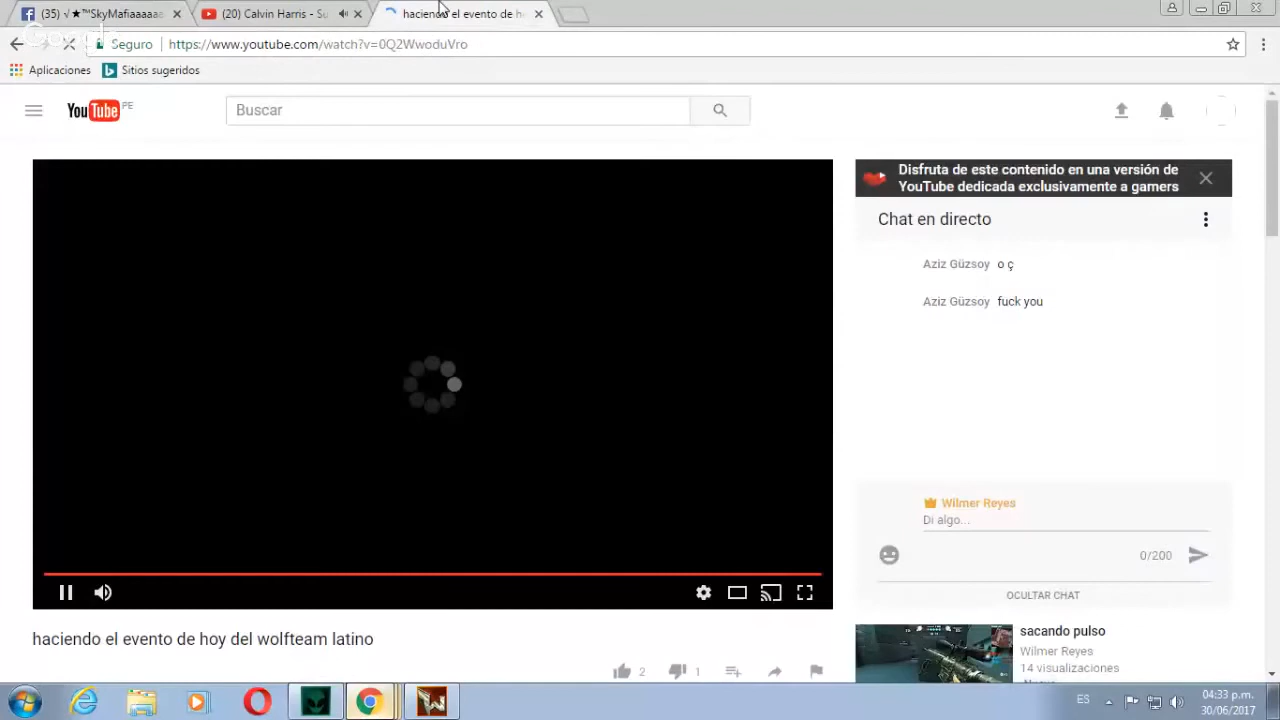 (35) √★™SkyMafiaaaaaa
(20) Calvin Harris - Su
haciendo el evento de h
Seguro
https://www.youtube.com/watch?v=0Q2WwoduVro
Aplicaciones
Sitios sugeridos
YouTube PE
Buscar
Disfruta de este contenido en una versión de
YouTube dedicada exclusivamente a gamers
Chat en directo
Aziz Güzsoy o ç
Aziz Güzsoy fuck you
Wilmer Reyes
Di algo...
0/200
OCULTAR CHAT
haciendo el evento de hoy del wolfteam latino
2
1
sacando pulso
Wilmer Reyes
14 visualizaciones
ES
04:33 p.m.
30/06/2017